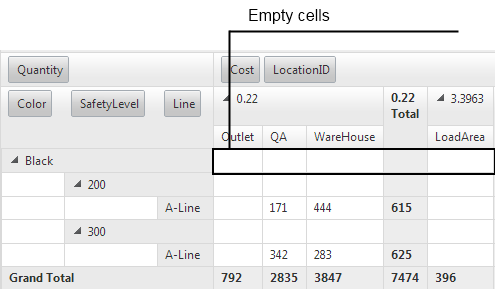 Empty cells
Quantity Cost LocationID
Color SafetyLevel Line 0.22 0.22 Total 3.3963
Outlet QA WareHouse LoadArea
Black
200
A-Line 171 444 615
300
A-Line 342 283 625
Grand Total 792 2835 3847 7474 396